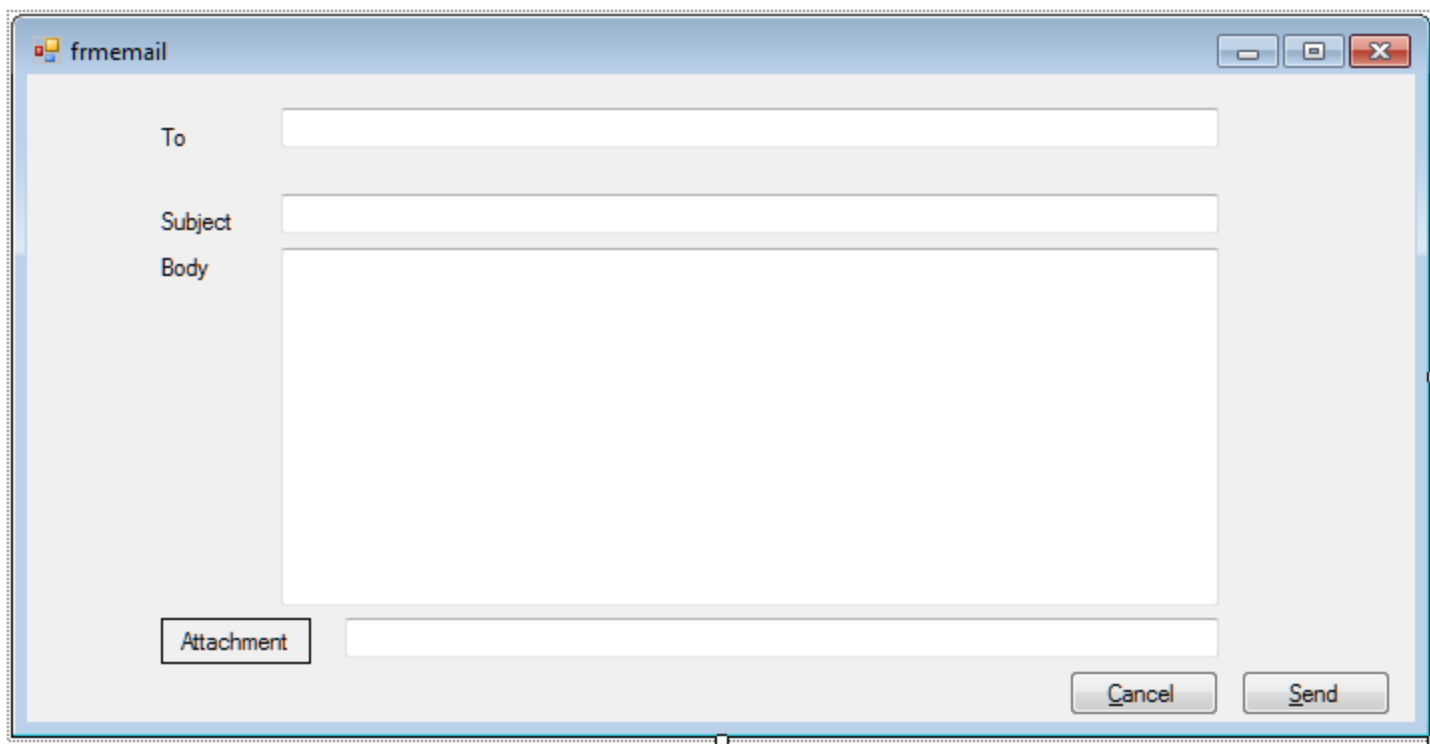 frmemail
To
Subject
Body
Attachment
Cancel
Send